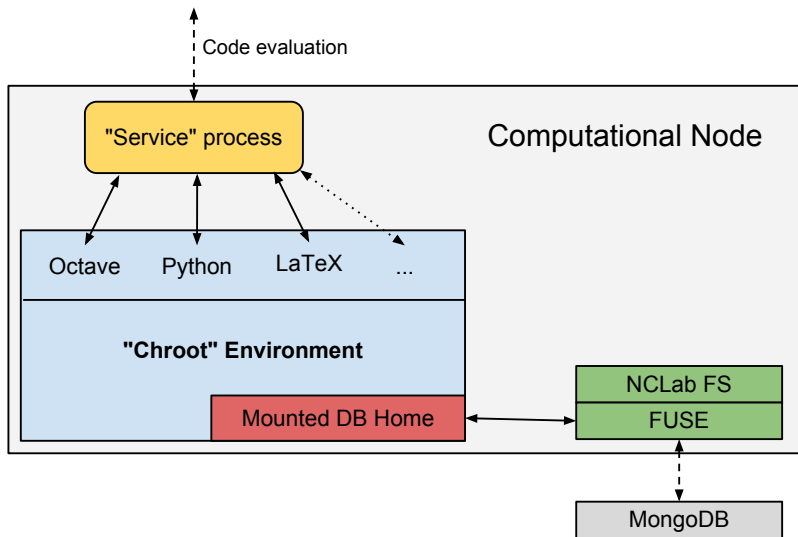 Code evaluation
"Service" process
Computational Node
Octave
Python
LaTeX
...
"Chroot" Environment
Mounted DB Home
NCLab FS
FUSE
MongoDB